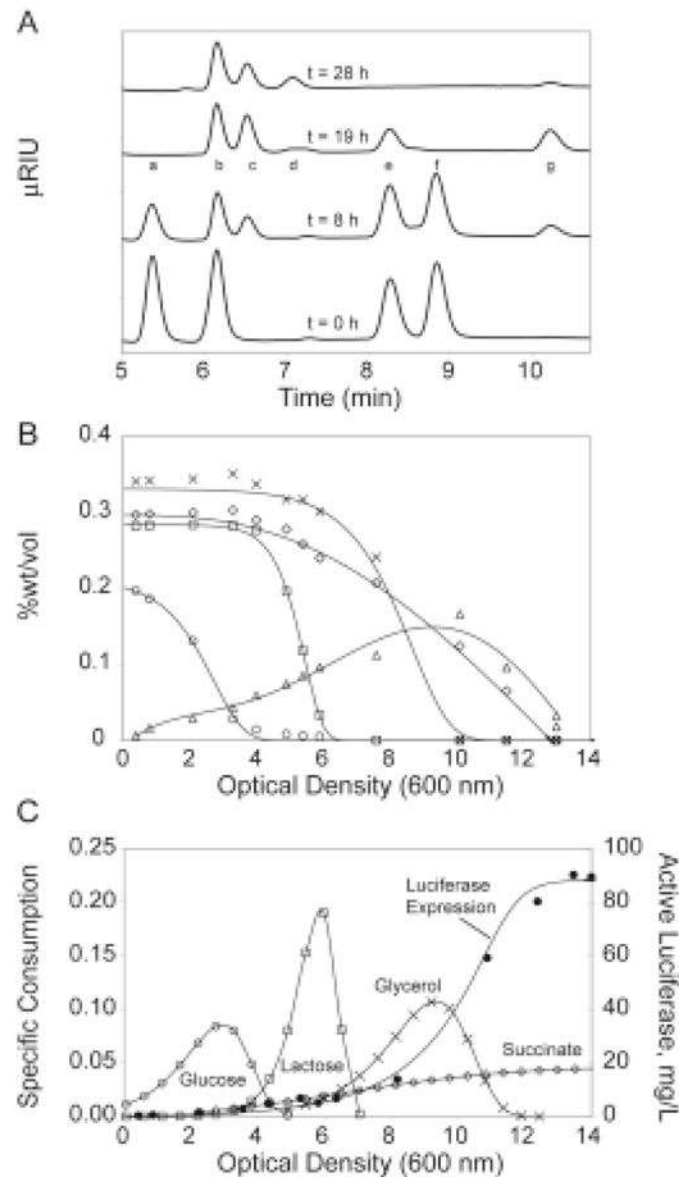 A
μRIU
t = 28 h
t = 19 h
a b c d e f g
t = 8 h
t = 0 h
5 6 7 8 9 10
Time (min)
B
%wt/vol
0.4
0.3
0.2
0.1
0
0 2 4 6 8 10 12 14
Optical Density (600 nm)
C
Specific Consumption
0.25
0.20
0.15
0.10
0.05
0.00
Luciferase
Expression
Glycerol
Glucose
Lactose
Succinate
100
80
60
40
20
0
Active Luciferase, mg/L
0 2 4 6 8 10 12 14
Optical Density (600 nm)